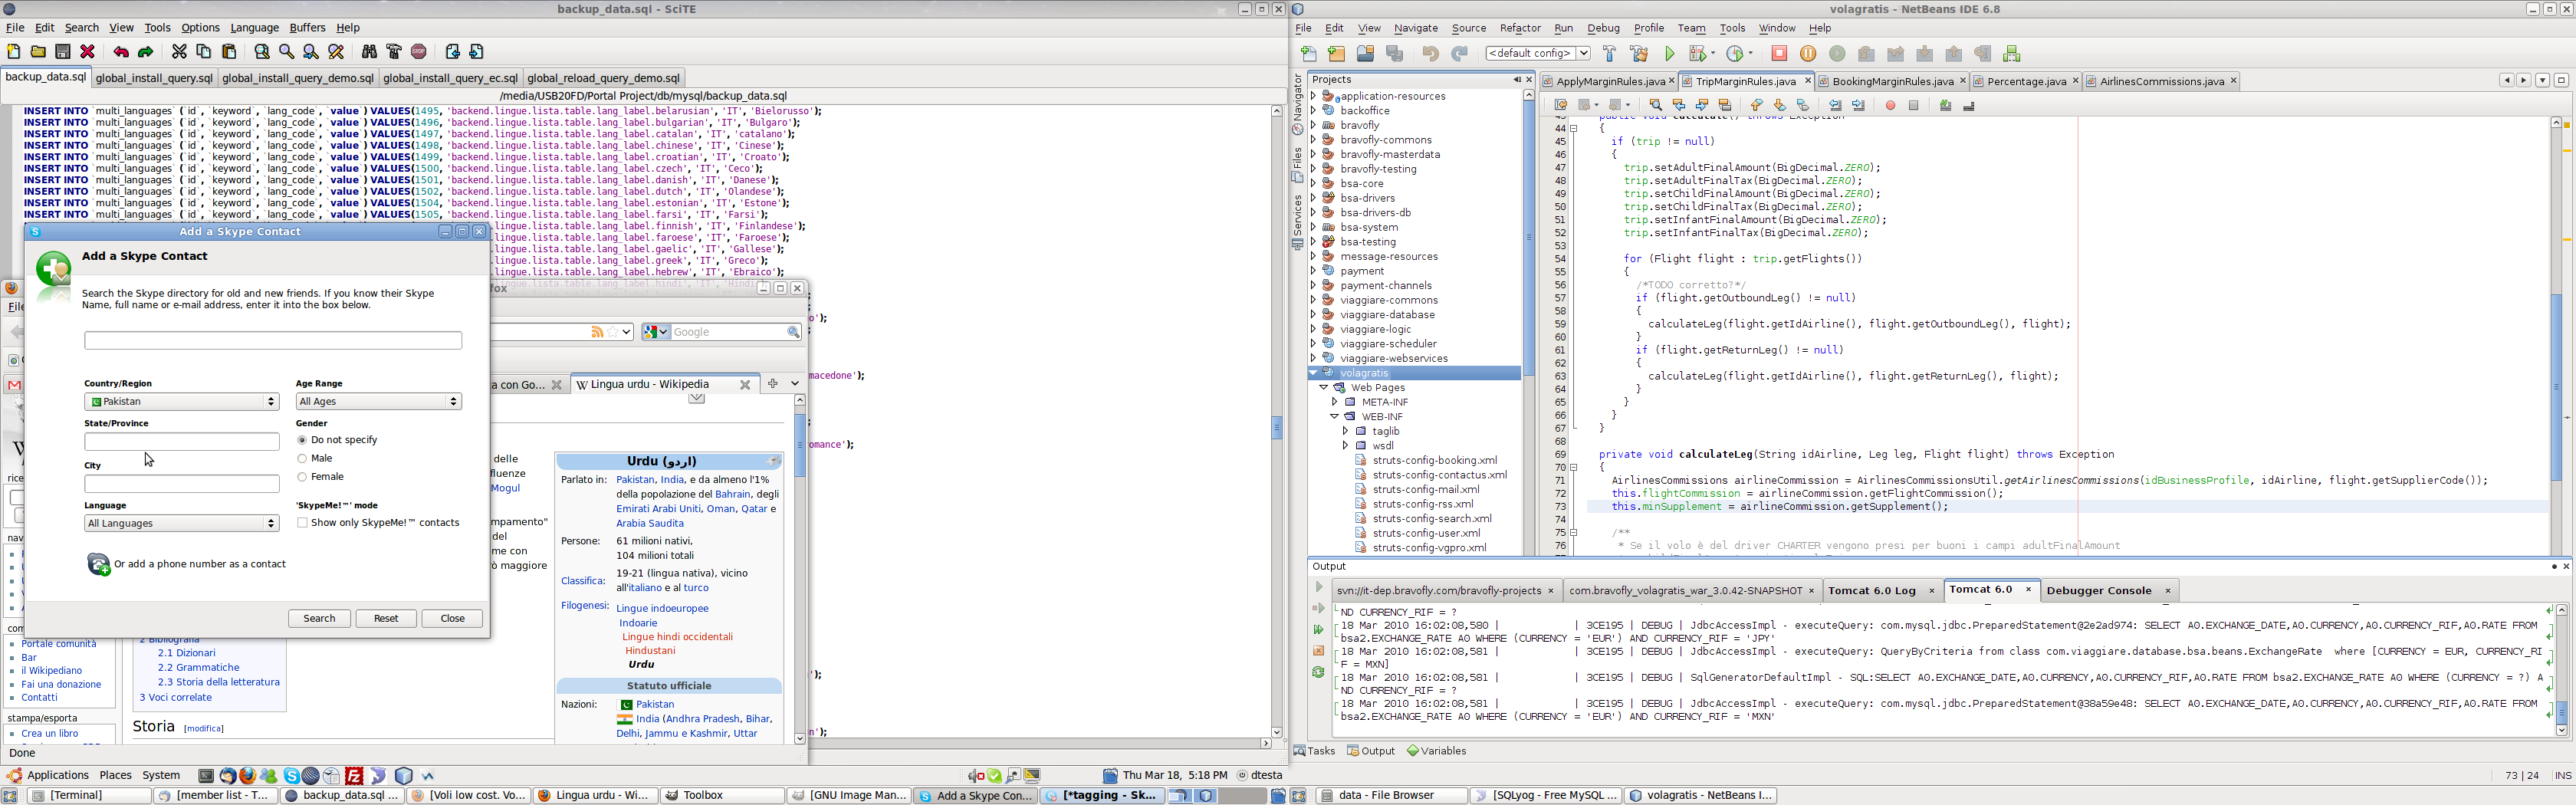 backup_data.sql - SciTE
File Edit Search View Tools Options Language Buffers Help
backup_data.sql global_install_query.sql global_install_query_demo.sql global_install_query_ec.sql global_reload_query_demo.sql
/media/USB20FD/Portal Project/db/mysql/backup_data.sql
INSERT INTO `multi_languages` (`id`, `keyword`, `lang_code`, `value`) VALUES(1495, 'backend.lingue.lista.table.lang_label.belarusian', 'IT', 'Bielorusso');
INSERT INTO `multi_languages` (`id`, `keyword`, `lang_code`, `value`) VALUES(1496, 'backend.lingue.lista.table.lang_label.bulgarian', 'IT', 'Bulgaro');
INSERT INTO `multi_languages` (`id`, `keyword`, `lang_code`, `value`) VALUES(1497, 'backend.lingue.lista.table.lang_label.catalan', 'IT', 'catalano');
INSERT INTO `multi_languages` (`id`, `keyword`, `lang_code`, `value`) VALUES(1498, 'backend.lingue.lista.table.lang_label.chinese', 'IT', 'Cinese');
INSERT INTO `multi_languages` (`id`, `keyword`, `lang_code`, `value`) VALUES(1499, 'backend.lingue.lista.table.lang_label.croatian', 'IT', 'Croato');
INSERT INTO `multi_languages` (`id`, `keyword`, `lang_code`, `value`) VALUES(1500, 'backend.lingue.lista.table.lang_label.czech', 'IT', 'Ceco');
INSERT INTO `multi_languages` (`id`, `keyword`, `lang_code`, `value`) VALUES(1501, 'backend.lingue.lista.table.lang_label.danish', 'IT', 'Danese');
INSERT INTO `multi_languages` (`id`, `keyword`, `lang_code`, `value`) VALUES(1502, 'backend.lingue.lista.table.lang_label.dutch', 'IT', 'Olandese');
INSERT INTO `multi_languages` (`id`, `keyword`, `lang_code`, `value`) VALUES(1504, 'backend.lingue.lista.table.lang_label.estonian', 'IT', 'Estone');
INSERT INTO `multi_languages` (`id`, `keyword`, `lang_code`, `value`) VALUES(1505, 'backend.lingue.lista.table.lang_label.farsi', 'IT', 'Farsi');
.lingue.lista.table.lang_label.finnish', 'IT', 'Finlandese');
.lingue.lista.table.lang_label.faroese', 'IT', 'Faroese');
.lingue.lista.table.lang_label.gaelic', 'IT', 'Gallese');
.lingue.lista.table.lang_label.greek', 'IT', 'Greco');
.lingue.lista.table.lang_label.hebrew', 'IT', 'Ebraico');
macedone');
omance');
Add a Skype Contact
Add a Skype Contact
Search the Skype directory for old and new friends. If you know their Skype
Name, full name or e-mail address, enter it into the box below.
Country/Region
Pakistan
State/Province
City
Language
All Languages
Age Range
All Ages
Gender
Do not specify
Male
Female
'SkypeMe!™' mode
Show only SkypeMe!™ contacts
Or add a phone number as a contact
Search Reset Close
fox
Google
a con Go... Lingua urdu - Wikipedia
delle
fluenze
Mogul
mpamento"
del
me con
ò maggiore
Urdu (اردو)
Parlato in: Pakistan, India, e da almeno l'1%
della popolazione del Bahrain, degli
Emirati Arabi Uniti, Oman, Qatar e
Arabia Saudita
Persone: 61 milioni nativi,
104 milioni totali
Classifica: 19-21 (lingua nativa), vicino
all'italiano e al turco
Filogenesi: Lingue indoeuropee
Indoarie
Lingue hindi occidentali
Hindustani
Urdu
Statuto ufficiale
Nazioni: Pakistan
India (Andhra Pradesh, Bihar,
Delhi, Jammu e Kashmir, Uttar
Portale comunità
Bar
il Wikipediano
Fai una donazione
Contatti
stampa/esporta
Crea un libro
2 Bibliografia
2.1 Dizionari
2.2 Grammatiche
2.3 Storia della letteratura
3 Voci correlate
Storia [modifica]
Done
volagratis - NetBeans IDE 6.8
File Edit View Navigate Source Refactor Run Debug Profile Team Tools Window Help
<default config>
Navigator
Files
Services
Projects
application-resources
backoffice
bravofly
bravofly-commons
bravofly-masterdata
bravofly-testing
bsa-core
bsa-drivers
bsa-drivers-db
bsa-system
bsa-testing
message-resources
payment
payment-channels
viaggiare-commons
viaggiare-database
viaggiare-logic
viaggiare-scheduler
viaggiare-webservices
volagratis
Web Pages
META-INF
WEB-INF
taglib
wsdl
struts-config-booking.xml
struts-config-contactus.xml
struts-config-mail.xml
struts-config-rss.xml
struts-config-search.xml
struts-config-user.xml
struts-config-vgpro.xml
ApplyMarginRules.java TripMarginRules.java BookingMarginRules.java Percentage.java AirlinesCommissions.java
43 public void calculate() throws Exception
44 {
45 if (trip != null)
46 {
47 trip.setAdultFinalAmount(BigDecimal.ZERO);
48 trip.setAdultFinalTax(BigDecimal.ZERO);
49 trip.setChildFinalAmount(BigDecimal.ZERO);
50 trip.setChildFinalTax(BigDecimal.ZERO);
51 trip.setInfantFinalAmount(BigDecimal.ZERO);
52 trip.setInfantFinalTax(BigDecimal.ZERO);
53
54 for (Flight flight : trip.getFlights())
55 {
56 /*TODO corretto?*/
57 if (flight.getOutboundLeg() != null)
58 {
59 calculateLeg(flight.getIdAirline(), flight.getOutboundLeg(), flight);
60 }
61 if (flight.getReturnLeg() != null)
62 {
63 calculateLeg(flight.getIdAirline(), flight.getReturnLeg(), flight);
64 }
65 }
66 }
67 }
68
69 private void calculateLeg(String idAirline, Leg leg, Flight flight) throws Exception
70 {
71 AirlinesCommissions airlineCommission = AirlinesCommissionsUtil.getAirlinesCommissions(idBusinessProfile, idAirline, flight.getSupplierCode());
72 this.flightCommission = airlineCommission.getFlightCommission();
73 this.minSupplement = airlineCommission.getSupplement();
74
75 /**
76 * Se il volo è del driver CHARTER vengono presi per buoni i campi adultFinalAmount
Output
svn://it-dep.bravofly.com/bravofly-projects com.bravofly_volagratis_war_3.0.42-SNAPSHOT Tomcat 6.0 Log Tomcat 6.0 Debugger Console
ND CURRENCY_RIF = ?
18 Mar 2010 16:02:08,580 | | 3CE195 | DEBUG | JdbcAccessImpl - executeQuery: com.mysql.jdbc.PreparedStatement@2e2ad974: SELECT A0.EXCHANGE_DATE,A0.CURRENCY,A0.CURRENCY_RIF,A0.RATE FROM
bsa2.EXCHANGE_RATE A0 WHERE (CURRENCY = 'EUR') AND CURRENCY_RIF = 'JPY'
18 Mar 2010 16:02:08,581 | | 3CE195 | DEBUG | JdbcAccessImpl - executeQuery: QueryByCriteria from class com.viaggiare.database.bsa.beans.ExchangeRate where [CURRENCY = EUR, CURRENCY_RI
F = MXN]
18 Mar 2010 16:02:08,581 | | 3CE195 | DEBUG | SqlGeneratorDefaultImpl - SQL:SELECT A0.EXCHANGE_DATE,A0.CURRENCY,A0.CURRENCY_RIF,A0.RATE FROM bsa2.EXCHANGE_RATE A0 WHERE (CURRENCY = ?) A
ND CURRENCY_RIF = ?
18 Mar 2010 16:02:08,581 | | 3CE195 | DEBUG | JdbcAccessImpl - executeQuery: com.mysql.jdbc.PreparedStatement@38a59e48: SELECT A0.EXCHANGE_DATE,A0.CURRENCY,A0.CURRENCY_RIF,A0.RATE FROM
bsa2.EXCHANGE_RATE A0 WHERE (CURRENCY = 'EUR') AND CURRENCY_RIF = 'MXN'
Tasks Output Variables
73 | 24 INS
Applications Places System
Thu Mar 18, 5:18 PM dtesta
[Terminal] [member list - T... backup_data.sql ... [Voli low cost. Vo... Lingua urdu - Wi... Toolbox [GNU Image Man... Add a Skype Con... [*tagging - Sk... data - File Browser [SQLyog - Free MySQL ... volagratis - NetBeans I...